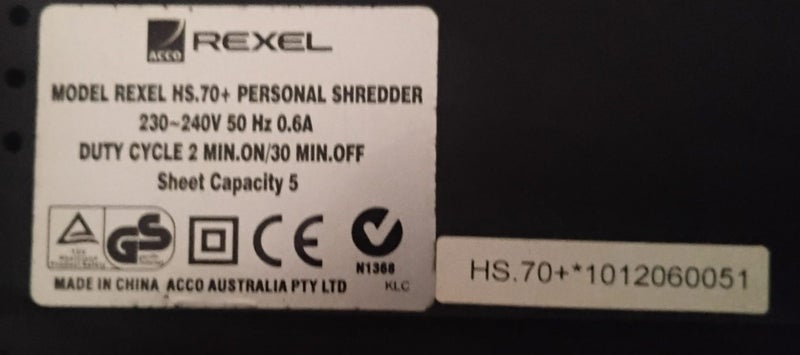 ACCO REXEL
MODEL REXEL HS.70+ PERSONAL SHREDDER
230~240V 50 Hz 0.6A
DUTY CYCLE 2 MIN.ON/30 MIN.OFF
Sheet Capacity 5
GS CE
N1368
MADE IN CHINA ACCO AUSTRALIA PTY LTD KLC
HS.70+*1012060051